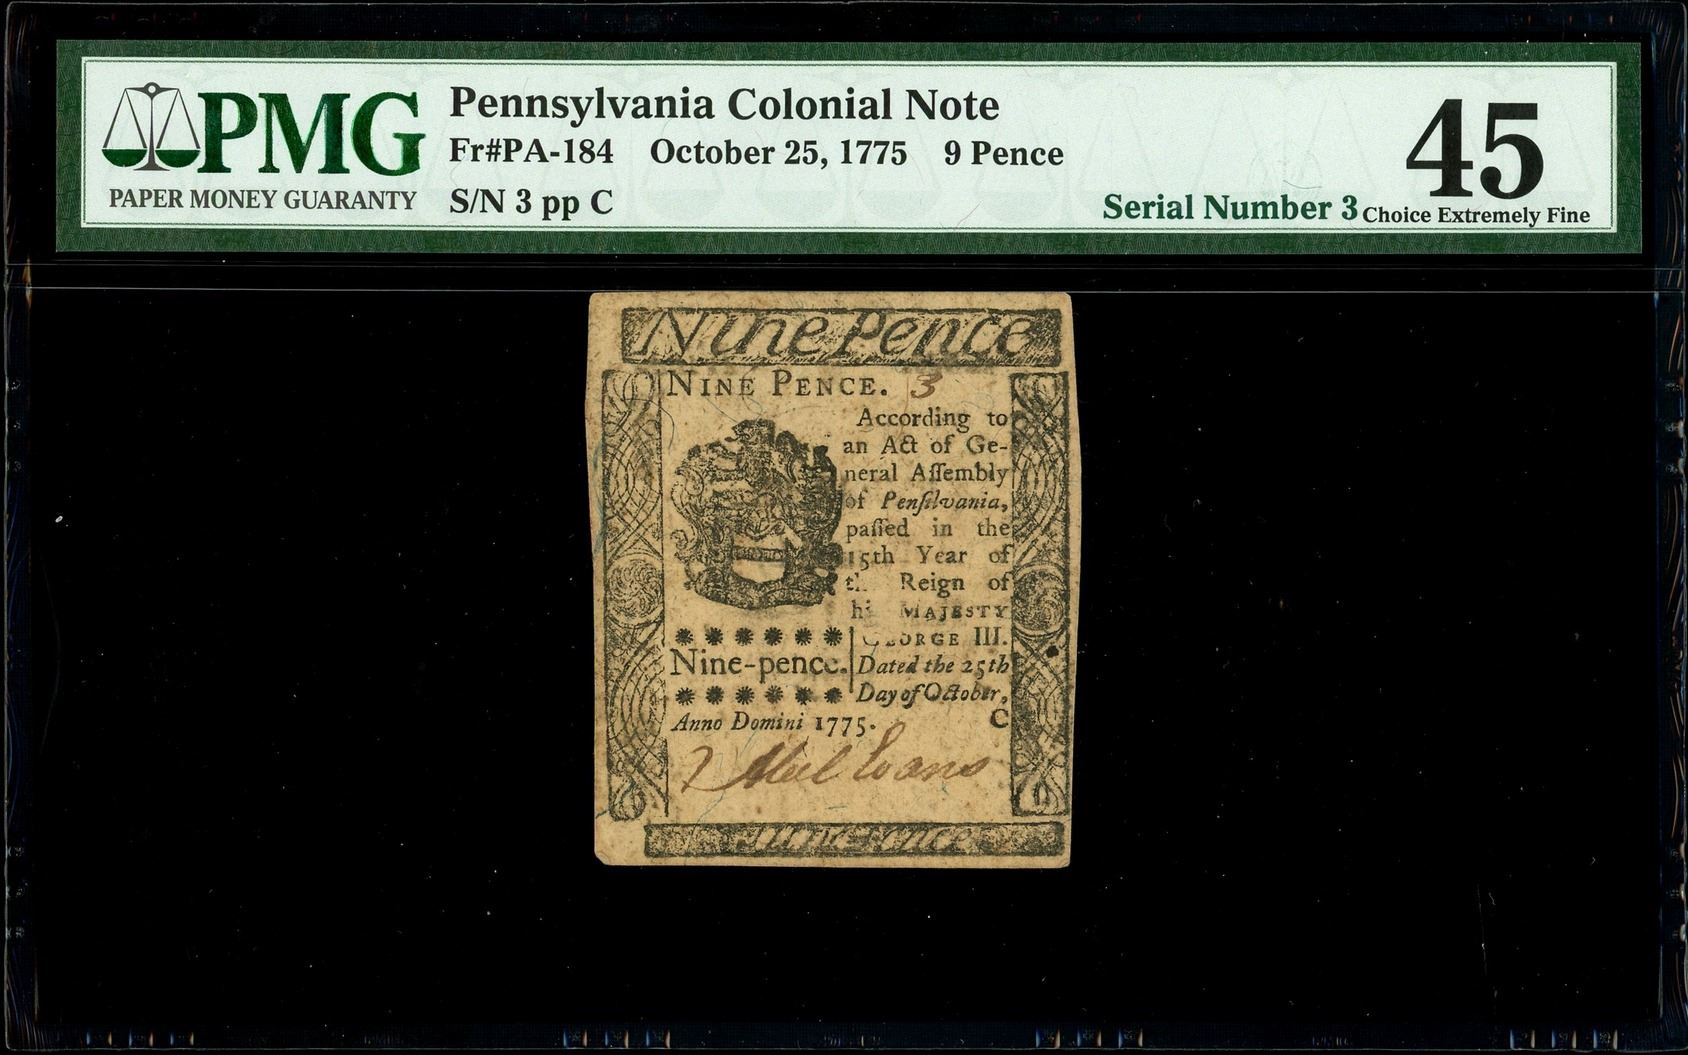 PMG
PAPER MONEY GUARANTY
Pennsylvania Colonial Note
Fr#PA-184 October 25, 1775 9 Pence
S/N 3 pp C
Serial Number 3
45
Choice Extremely Fine
Nine Pence
NINE PENCE. 3
According to
an Act of Ge-
neral Aſſembly
of Penſilvania,
paſſed in the
15th Year of
Reign of
MAJESTY
GEORGE III.
Nine-pence.
Dated the 25th
Day of October,
Anno Domini 1775.
C